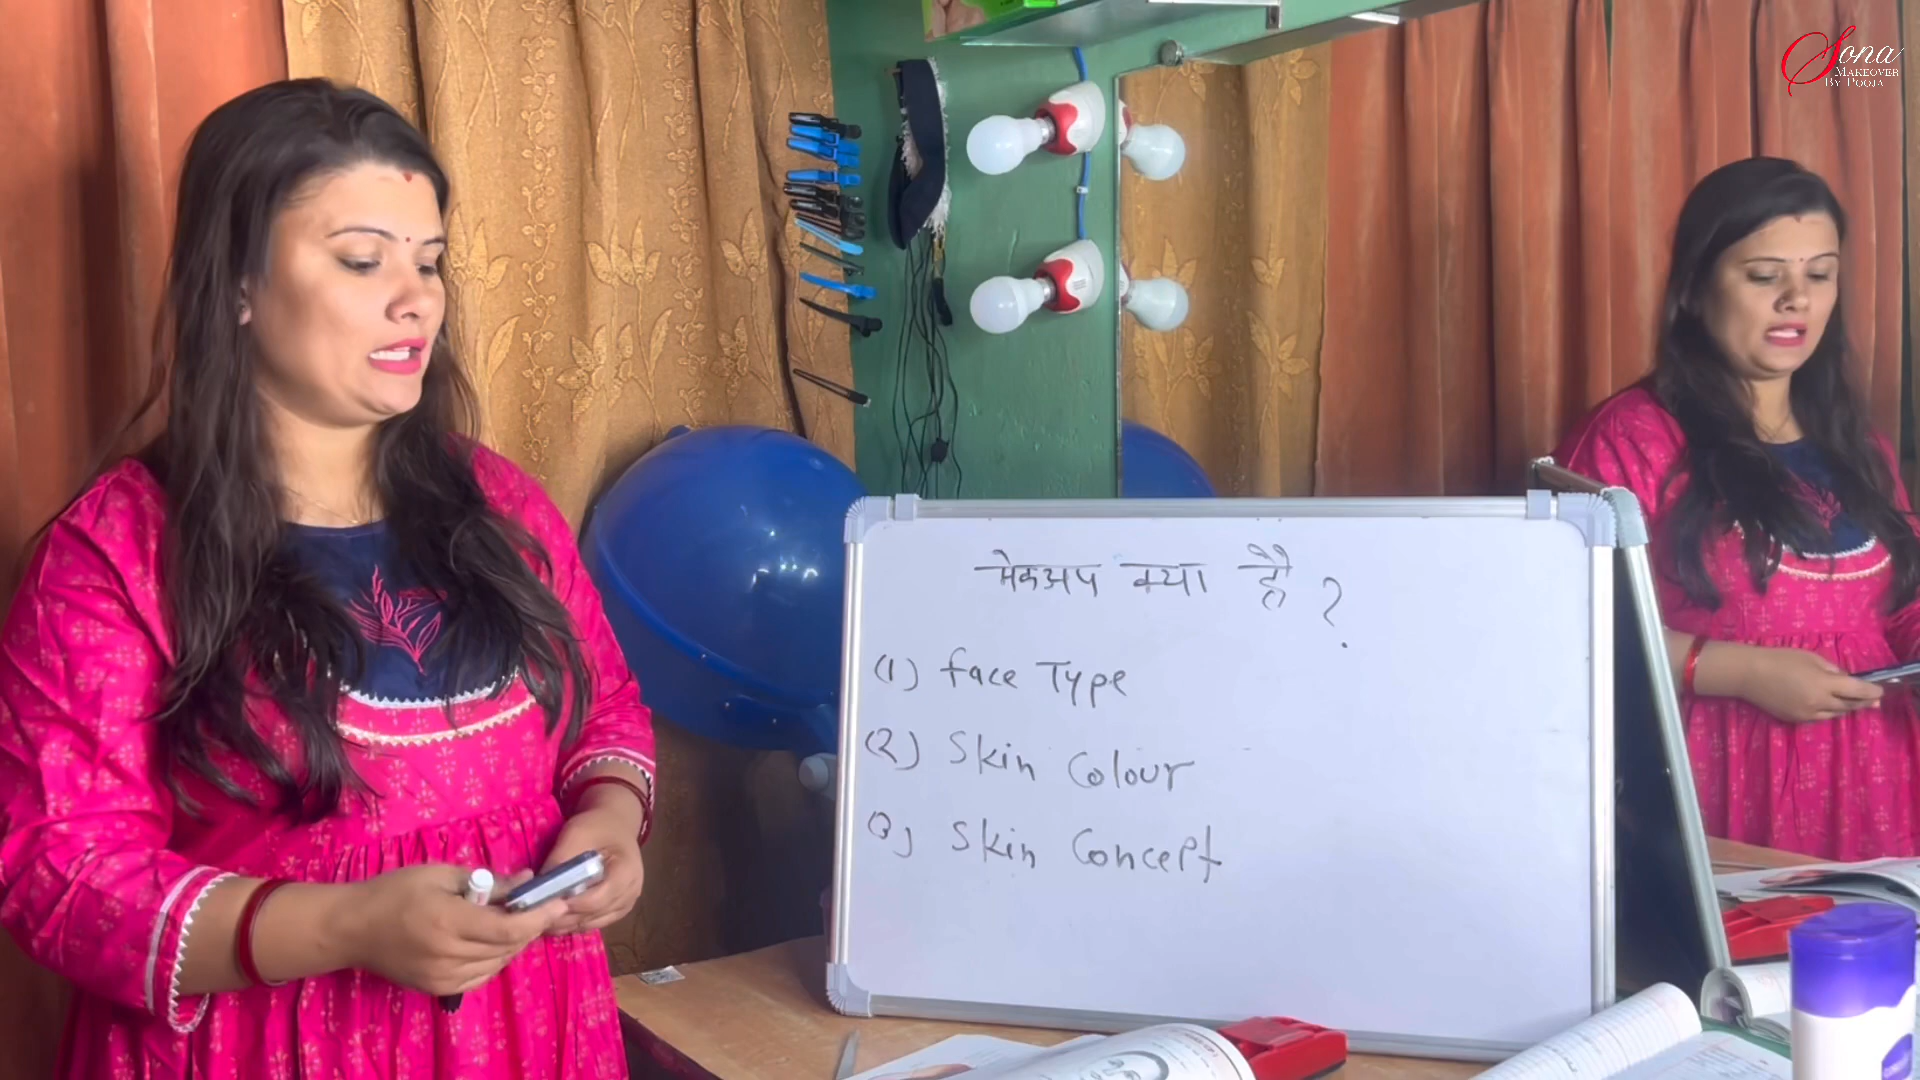 Sona
MAKEOVER
BY POOJA
मेकअप क्या है ?
(1) face Type
(2) Skin Colour
(3) Skin Concept